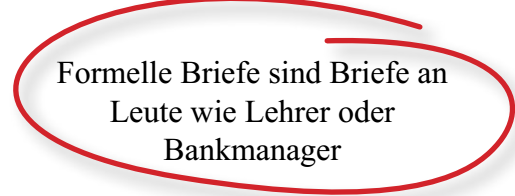 Formelle Briefe sind Briefe an
Leute wie Lehrer oder
Bankmanager